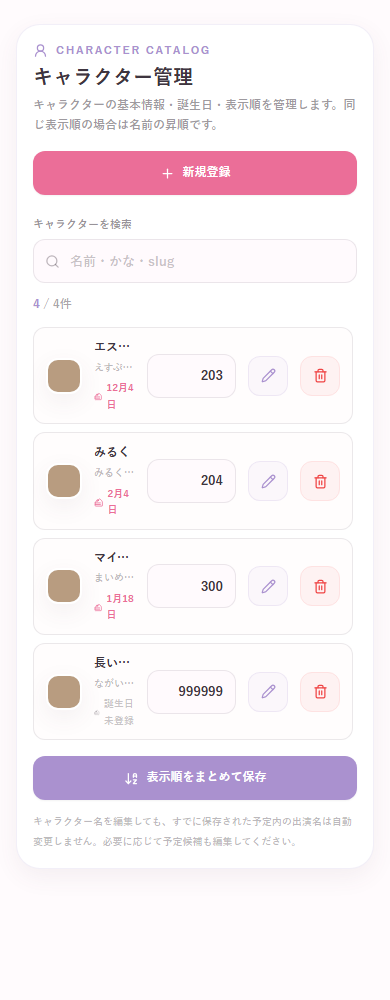 CHARACTER CATALOG
キャラクター管理
キャラクターの基本情報・誕生日・表示順を管理します。同
じ表示順の場合は名前の昇順です。
新規登録
キャラクターを検索
名前・かな・slug
4 / 4件
エス…
えすぷ…
12月4
日
203
みるく
みるく…
2月4
日
204
マイ…
まいめ…
1月18
日
300
長い…
ながい…
誕生日
未登録
999999
表示順をまとめて保存
キャラクター名を編集しても、すでに保存された予定内の出演名は自動
変更しません。必要に応じて予定候補も編集してください。